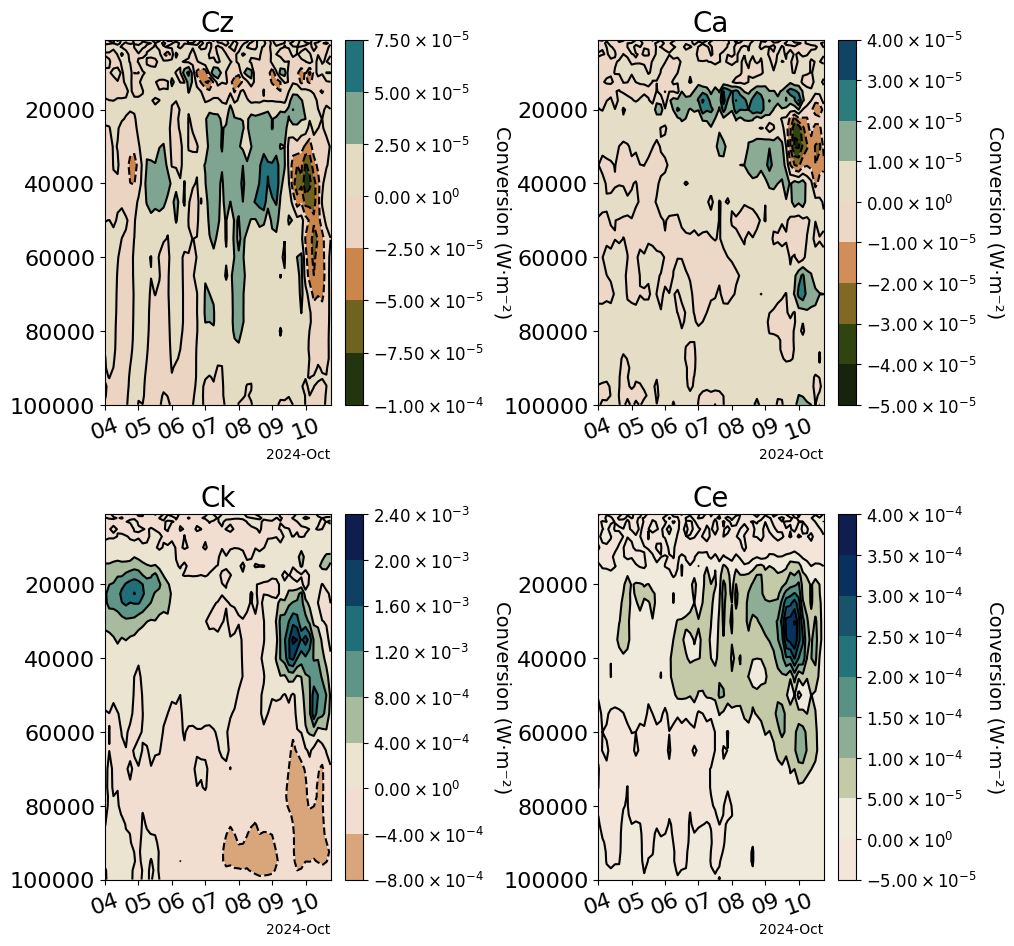 Cz
20000
40000
60000
80000
100000
04 05 06 07 08 09 10
2024-Oct
7.50 × 10⁻⁵
5.00 × 10⁻⁵
2.50 × 10⁻⁵
0.00 × 10⁰
−2.50 × 10⁻⁵
−5.00 × 10⁻⁵
−7.50 × 10⁻⁵
−1.00 × 10⁻⁴
Conversion (W·m⁻²)
Ca
20000
40000
60000
80000
100000
04 05 06 07 08 09 10
2024-Oct
4.00 × 10⁻⁵
3.00 × 10⁻⁵
2.00 × 10⁻⁵
1.00 × 10⁻⁵
0.00 × 10⁰
−1.00 × 10⁻⁵
−2.00 × 10⁻⁵
−3.00 × 10⁻⁵
−4.00 × 10⁻⁵
−5.00 × 10⁻⁵
Conversion (W·m⁻²)
Ck
20000
40000
60000
80000
100000
04 05 06 07 08 09 10
2024-Oct
2.40 × 10⁻³
2.00 × 10⁻³
1.60 × 10⁻³
1.20 × 10⁻³
8.00 × 10⁻⁴
4.00 × 10⁻⁴
0.00 × 10⁰
−4.00 × 10⁻⁴
−8.00 × 10⁻⁴
Conversion (W·m⁻²)
Ce
20000
40000
60000
80000
100000
04 05 06 07 08 09 10
2024-Oct
4.00 × 10⁻⁴
3.50 × 10⁻⁴
3.00 × 10⁻⁴
2.50 × 10⁻⁴
2.00 × 10⁻⁴
1.50 × 10⁻⁴
1.00 × 10⁻⁴
5.00 × 10⁻⁵
0.00 × 10⁰
−5.00 × 10⁻⁵
Conversion (W·m⁻²)